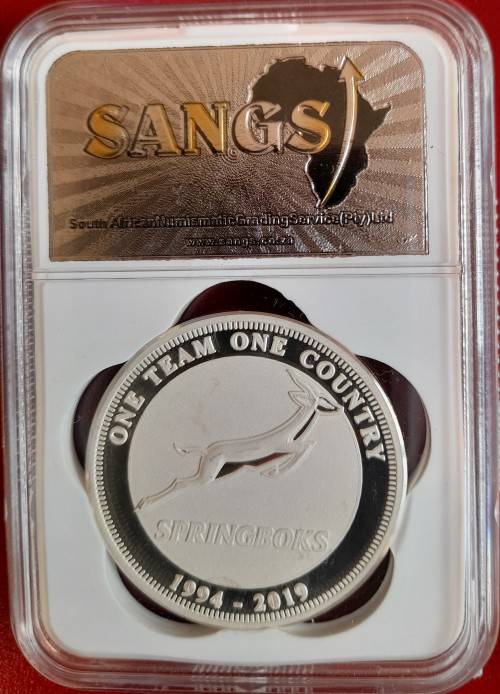 SANGS
South African Numismatic Grading Service (Pty) Ltd
www.sangs.co.za
ONE TEAM ONE COUNTRY
SPRINGBOKS
1994 - 2019